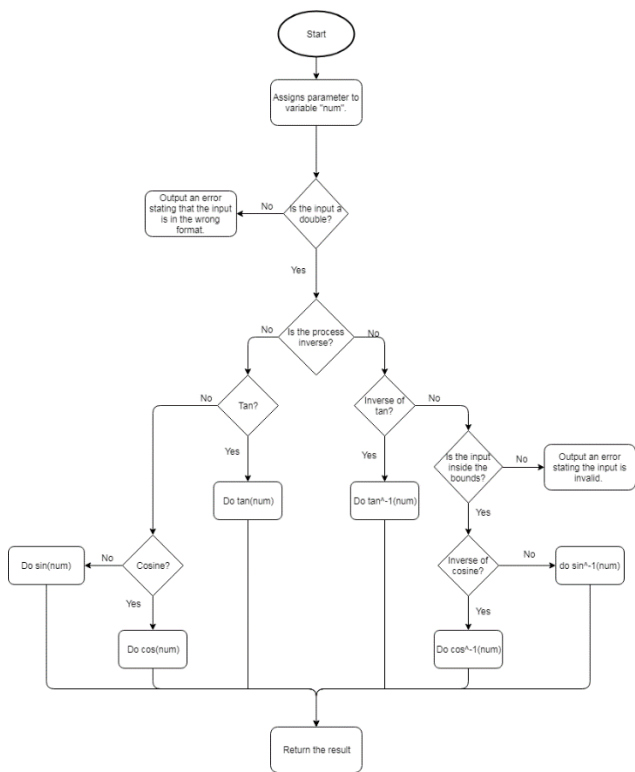 Start
Assigns parameter to
variable "num".
Output an error
stating that the input
is in the wrong
format.
No
Is the input a
double?
Yes
No
Is the process
inverse?
No
No
Tan?
Inverse of
tan?
No
Yes
Yes
Is the input
inside the
bounds?
No
Output an error
stating the input is
invalid.
Do tan(num)
Do tan^-1(num)
Yes
Do sin(num)
No
Cosine?
Inverse of
cosine?
No
do sin^-1(num)
Yes
Yes
Do cos(num)
Do cos^-1(num)
Return the result